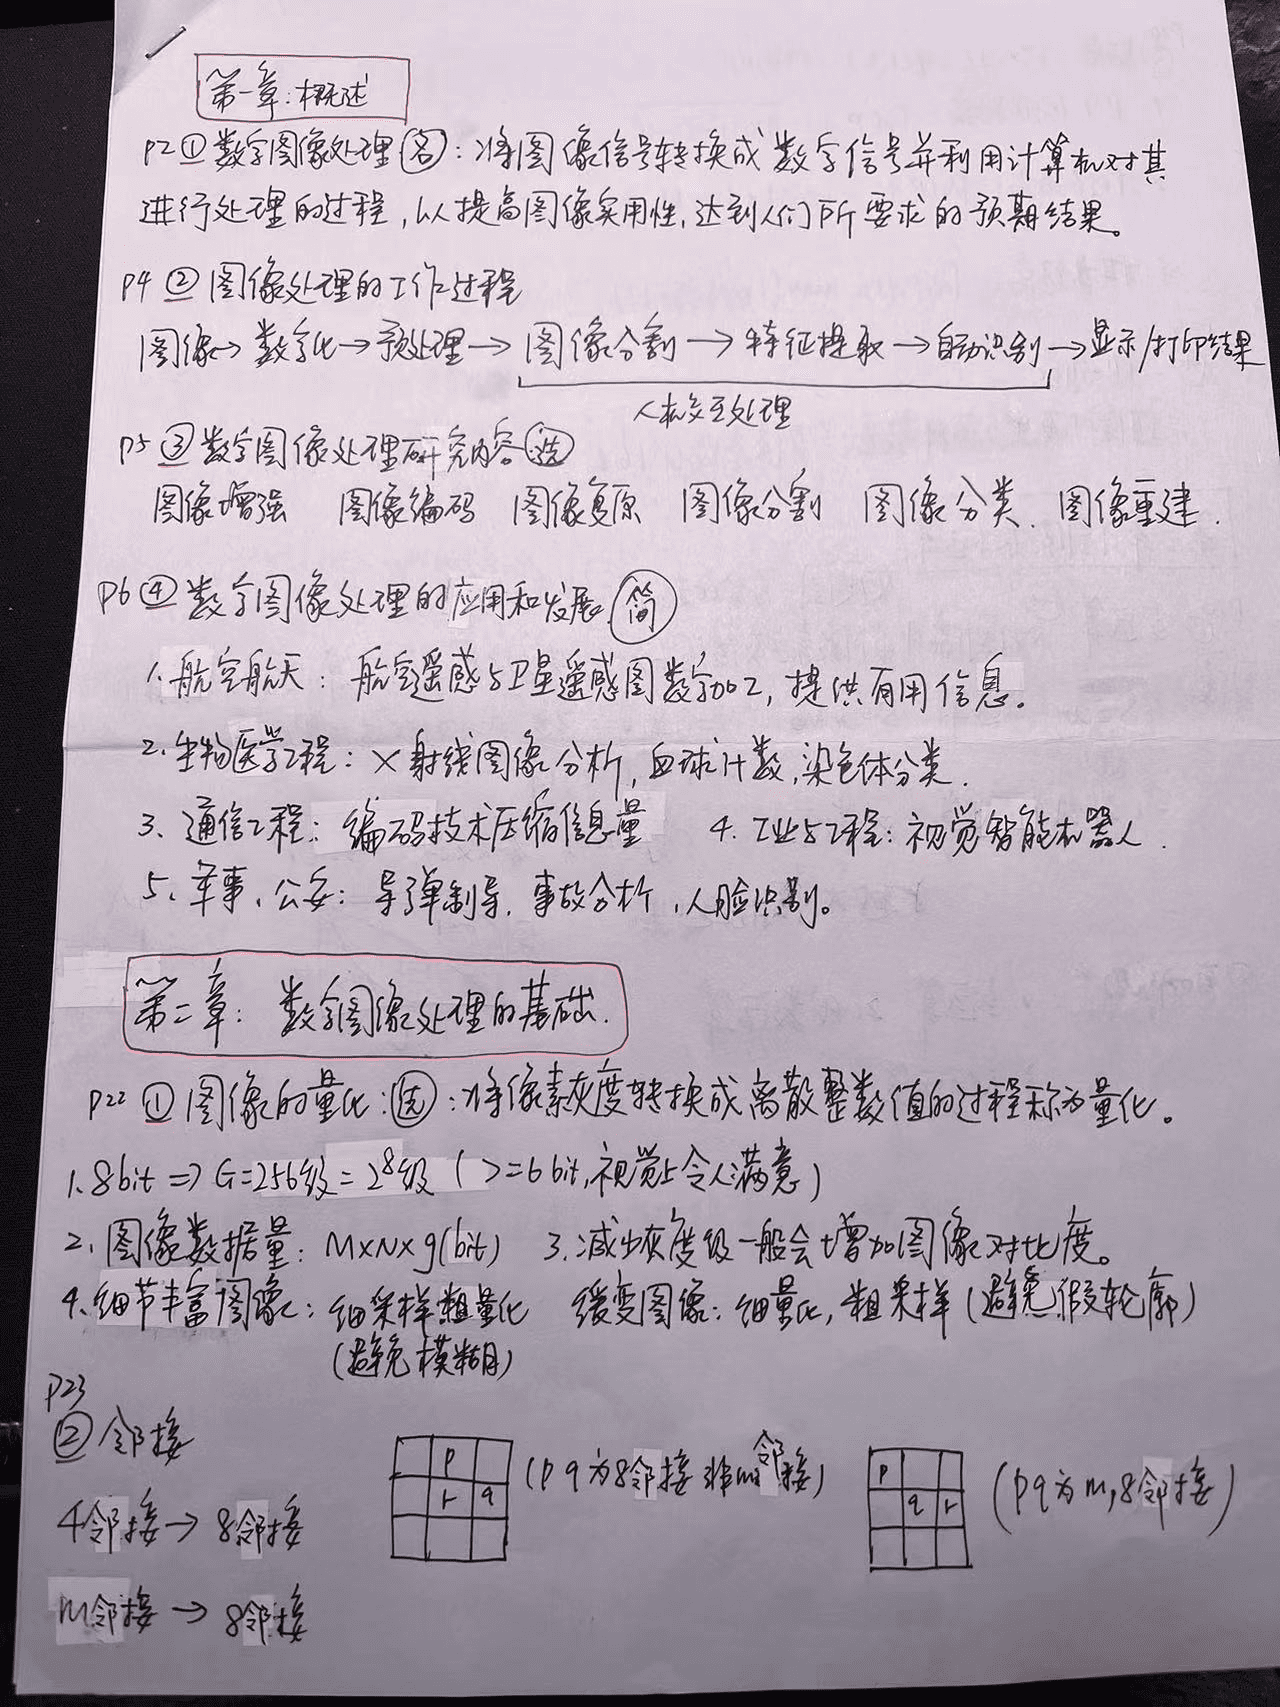 第一章：概述
P2 ① 数字图像处理(名)：将图像信号转换成数字信号并利用计算机对其
进行处理的过程，以提高图像实用性，达到人们所要求的预期结果。
P4 ② 图像处理的工作过程
图像→数字化→预处理→图像分割→特征提取→自动识别→显示/打印结果
人机交互处理
P5 ③ 数字图像处理研究内容(选)
图像增强 图像编码 图像复原 图像分割 图像分类、图像重建.
P6 ④ 数字图像处理的应用和发展(简)
1.航空航天：航空遥感与卫星遥感图数字加工，提供有用信息。
2.生物医学工程：X射线图像分析，血球计数，染色体分类.
3、通信工程：编码技术压缩信息量 4.工业与工程：视觉智能机器人.
5、军事、公安：导弹制导，事故分析，人脸识别。
第二章：数字图像处理的基础.
P22 ① 图像的量化：(选)：将像素灰度转换成离散整数值的过程称为量化。
1、8bit => G=256级=2⁸级 ( >=6bit,视觉上令人满意)
2、图像数据量：M×N×g(bit) 3.减少灰度级一般会增加图像对比度。
4.细节丰富图像：细采样粗量化 缓变图像：细量化，粗采样(避免假轮廓)
(避免模糊)
P23
② 邻接
p
r q
(p q为8邻接 非m邻接)
p
q r
(p q为m,8邻接)
4邻接→8邻接
m邻接→8邻接